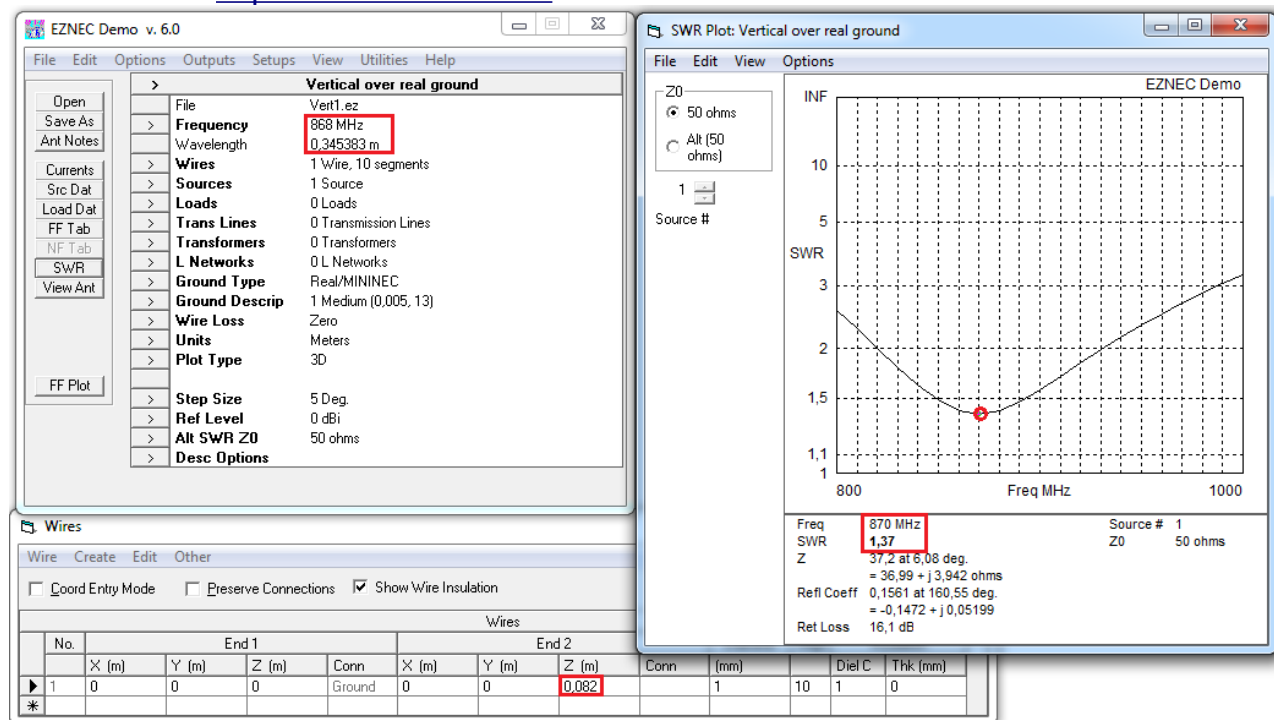 EZNEC Demo v. 6.0
File Edit Options Outputs Setups View Utilities Help
> Vertical over real ground
Open
Save As
Ant Notes
Currents
Src Dat
Load Dat
FF Tab
NF Tab
SWR
View Ant
FF Plot
File Vert1.ez
> Frequency 868 MHz
Wavelength 0,345383 m
> Wires 1 Wire, 10 segments
> Sources 1 Source
> Loads 0 Loads
> Trans Lines 0 Transmission Lines
> Transformers 0 Transformers
> L Networks 0 L Networks
> Ground Type Real/MININEC
> Ground Descrip 1 Medium (0,005, 13)
> Wire Loss Zero
> Units Meters
> Plot Type 3D
> Step Size 5 Deg.
> Ref Level 0 dBi
> Alt SWR Z0 50 ohms
> Desc Options
SWR Plot: Vertical over real ground
File Edit View Options
Z0
50 ohms
Alt (50
ohms)
1
Source #
EZNEC Demo
INF
10
5
SWR
3
2
1,5
1,1
1
800 Freq MHz 1000
Freq 870 MHz Source # 1
SWR 1,37 Z0 50 ohms
Z 37,2 at 6,08 deg.
= 36,99 + j 3,942 ohms
Refl Coeff 0,1561 at 160,55 deg.
= -0,1472 + j 0,05199
Ret Loss 16,1 dB
Wires
Wire Create Edit Other
Coord Entry Mode Preserve Connections Show Wire Insulation
Wires
No. End 1 End 2
X (m) Y (m) Z (m) Conn X (m) Y (m) Z (m) Conn (mm) Diel C Thk (mm)
1 0 0 0 Ground 0 0 0,082 1 10 1 0
*